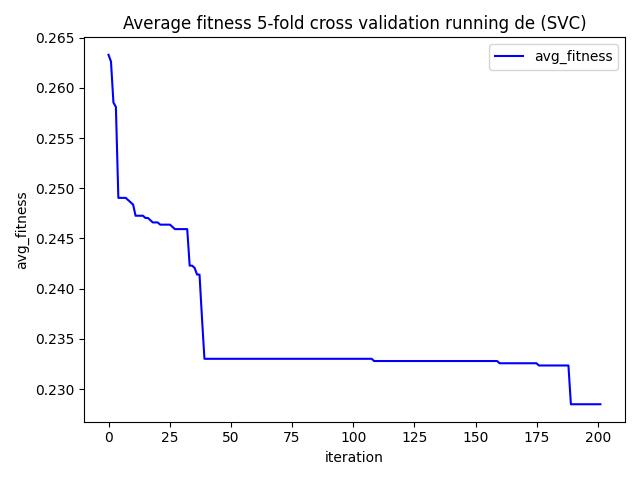 Average fitness 5-fold cross validation running de (SVC)
avg_fitness
0.265
0.260
0.255
0.250
0.245
0.240
0.235
0.230
avg_fitness
0 25 50 75 100 125 150 175 200
iteration